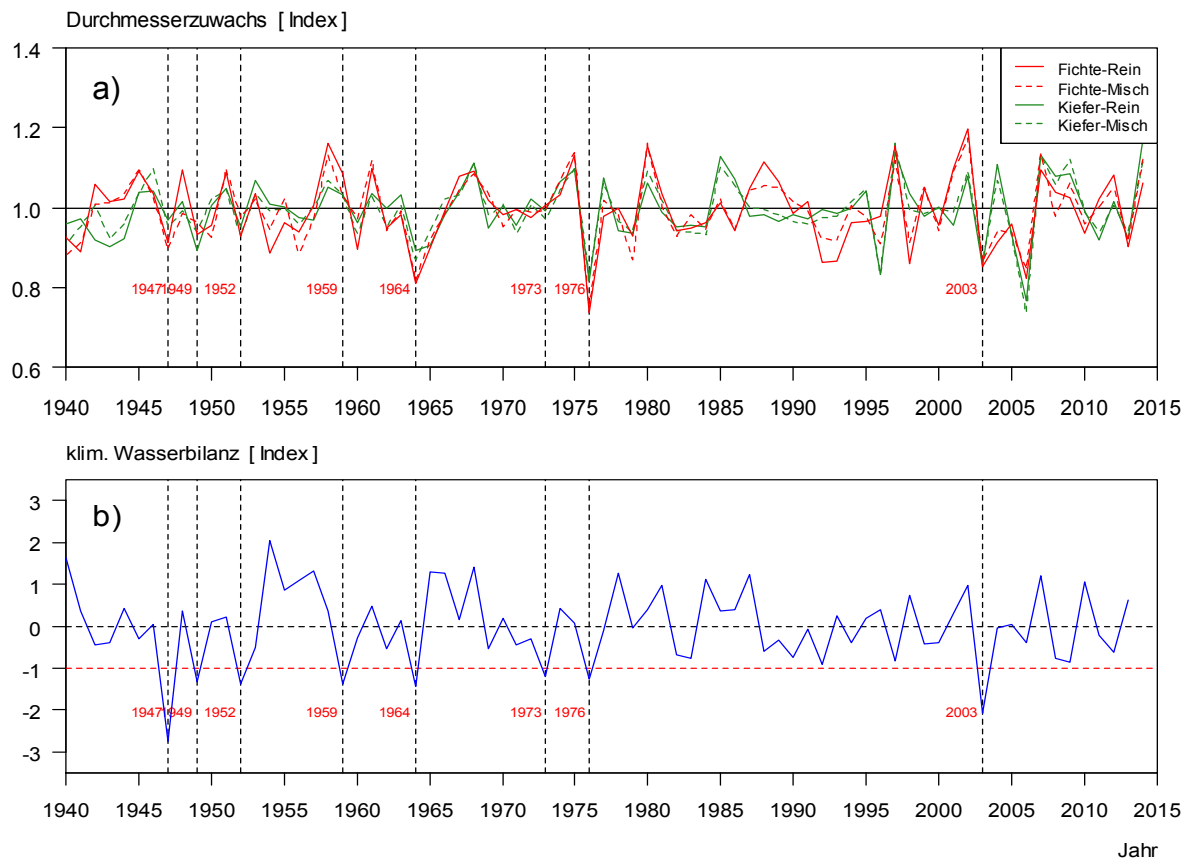 Durchmesserzuwachs [ Index ]
1.4
1.2
1.0
0.8
0.6
a)
Fichte-Rein
Fichte-Misch
Kiefer-Rein
Kiefer-Misch
1947 1949 1952 1959 1964 1973 1976 2003
1940 1945 1950 1955 1960 1965 1970 1975 1980 1985 1990 1995 2000 2005 2010 2015
klim. Wasserbilanz [ Index ]
3
2
1
0
-1
-2
-3
b)
1947 1949 1952 1959 1964 1973 1976 2003
1940 1945 1950 1955 1960 1965 1970 1975 1980 1985 1990 1995 2000 2005 2010 2015
Jahr